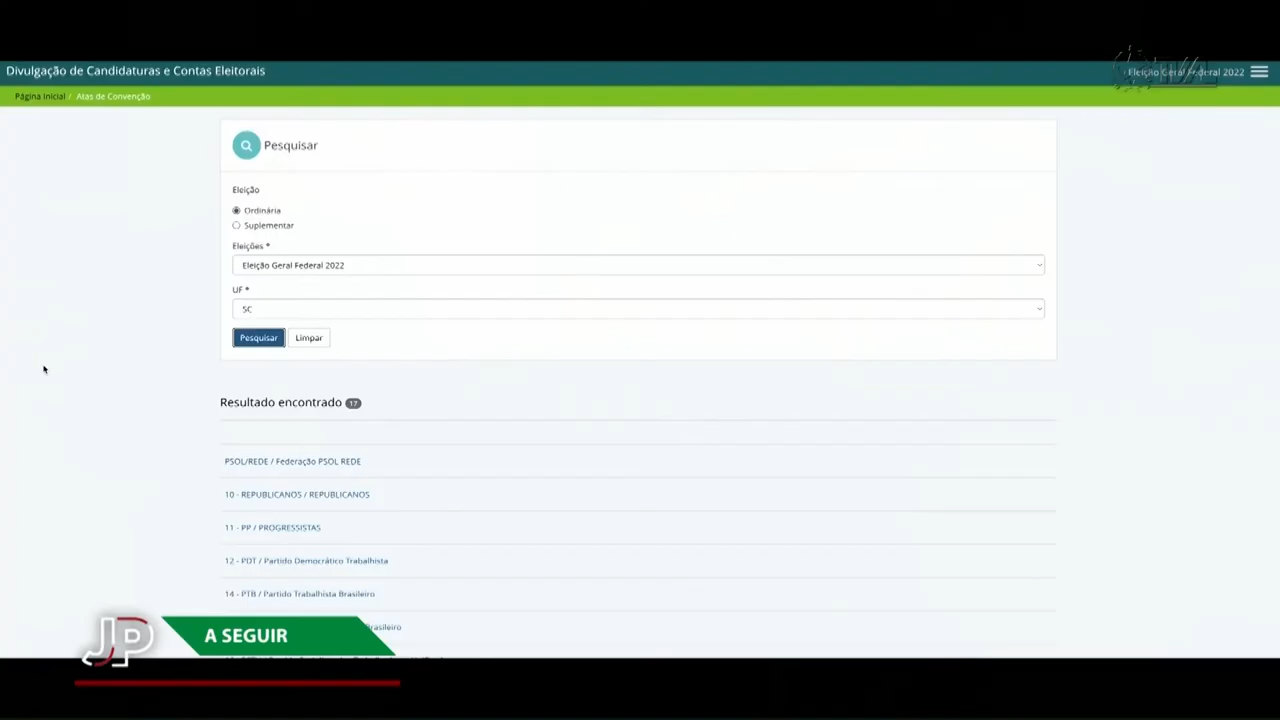 Divulgação de Candidaturas e Contas Eleitorais
Eleição Geral Federal 2022
Página Inicial / Atas de Convenção
Pesquisar
Eleição
Ordinária
Suplementar
Eleições *
Eleição Geral Federal 2022
UF *
SC
Pesquisar
Limpar
Resultado encontrado 17
PSOL/REDE / Federação PSOL REDE
10 - REPUBLICANOS / REPUBLICANOS
11 - PP / PROGRESSISTAS
12 - PDT / Partido Democrático Trabalhista
14 - PTB / Partido Trabalhista Brasileiro
Brasileiro
JP
A SEGUIR